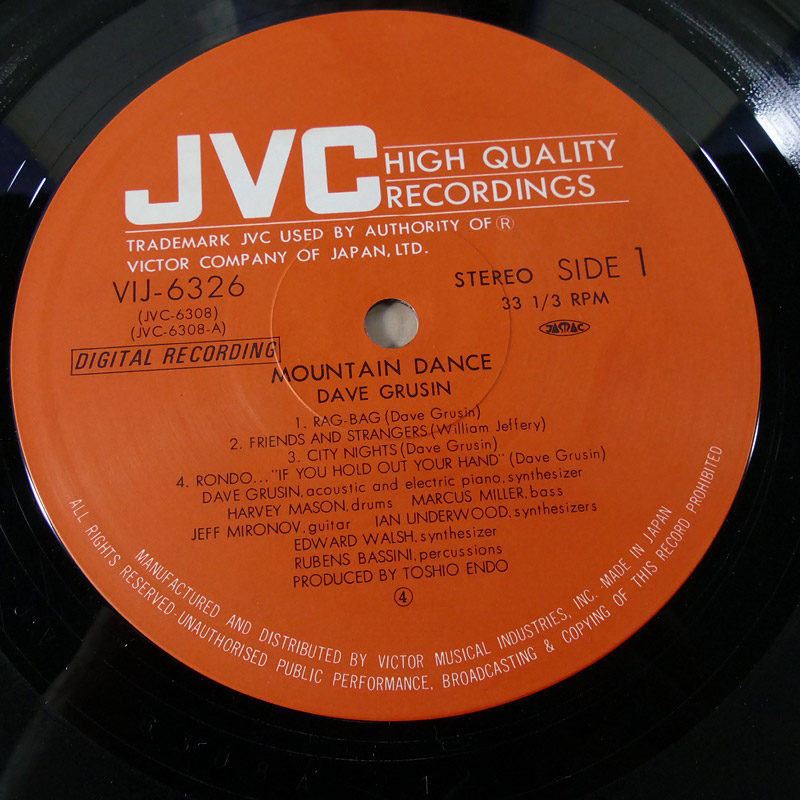 JVC
HIGH QUALITY
RECORDINGS
TRADEMARK JVC USED BY AUTHORITY OF Ⓡ
VICTOR COMPANY OF JAPAN, LTD.
VIJ-6326
(JVC-6308)
(JVC-6308-A)
STEREO SIDE 1
33 1/3 RPM
JASRAC
DIGITAL RECORDING
MOUNTAIN DANCE
DAVE GRUSIN
1. RAG-BAG (Dave Grusin)
2. FRIENDS AND STRANGERS (William Jeffery)
3. CITY NIGHTS (Dave Grusin)
4. RONDO... "IF YOU HOLD OUT YOUR HAND" (Dave Grusin)
DAVE GRUSIN, acoustic and electric piano, synthesizer
HARVEY MASON, drums MARCUS MILLER, bass
JEFF MIRONOV, guitar IAN UNDERWOOD, synthesizers
EDWARD WALSH, synthesizer
RUBENS BASSINI, percussions
PRODUCED BY TOSHIO ENDO
④
MANUFACTURED AND DISTRIBUTED BY VICTOR MUSICAL INDUSTRIES, INC. MADE IN JAPAN
ALL RIGHTS RESERVED·UNAUTHORISED PUBLIC PERFORMANCE, BROADCASTING & COPYING OF THIS RECORD PROHIBITED